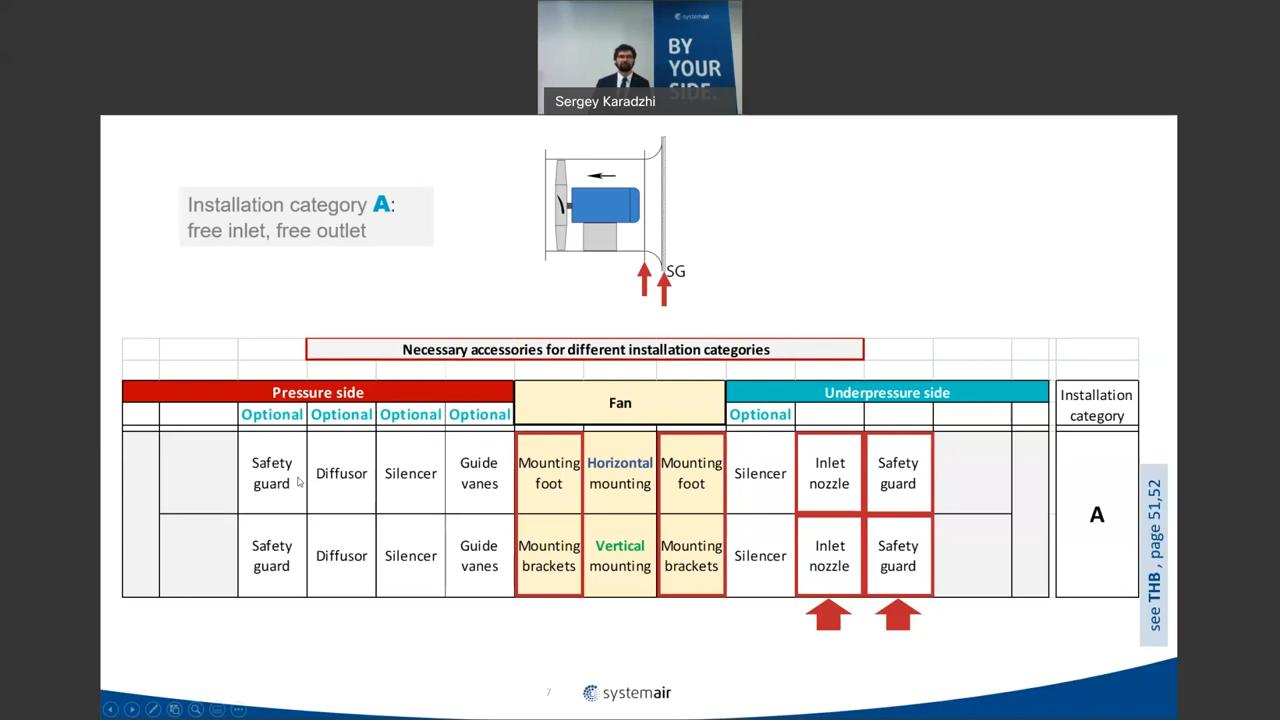 systemair
BY
YOUR
SIDE.
Sergey Karadzhi
Installation category A:
free inlet, free outlet
SG
Necessary accessories for different installation categories
Pressure side
Fan
Underpressure side
Installation
category
Optional Optional Optional Optional
Optional
Safety
guard
Diffusor
Silencer
Guide
vanes
Mounting
foot
Horizontal
mounting
Mounting
foot
Silencer
Inlet
nozzle
Safety
guard
A
Safety
guard
Diffusor
Silencer
Guide
vanes
Mounting
brackets
Vertical
mounting
Mounting
brackets
Silencer
Inlet
nozzle
Safety
guard
see THB , page 51,52
7
systemair